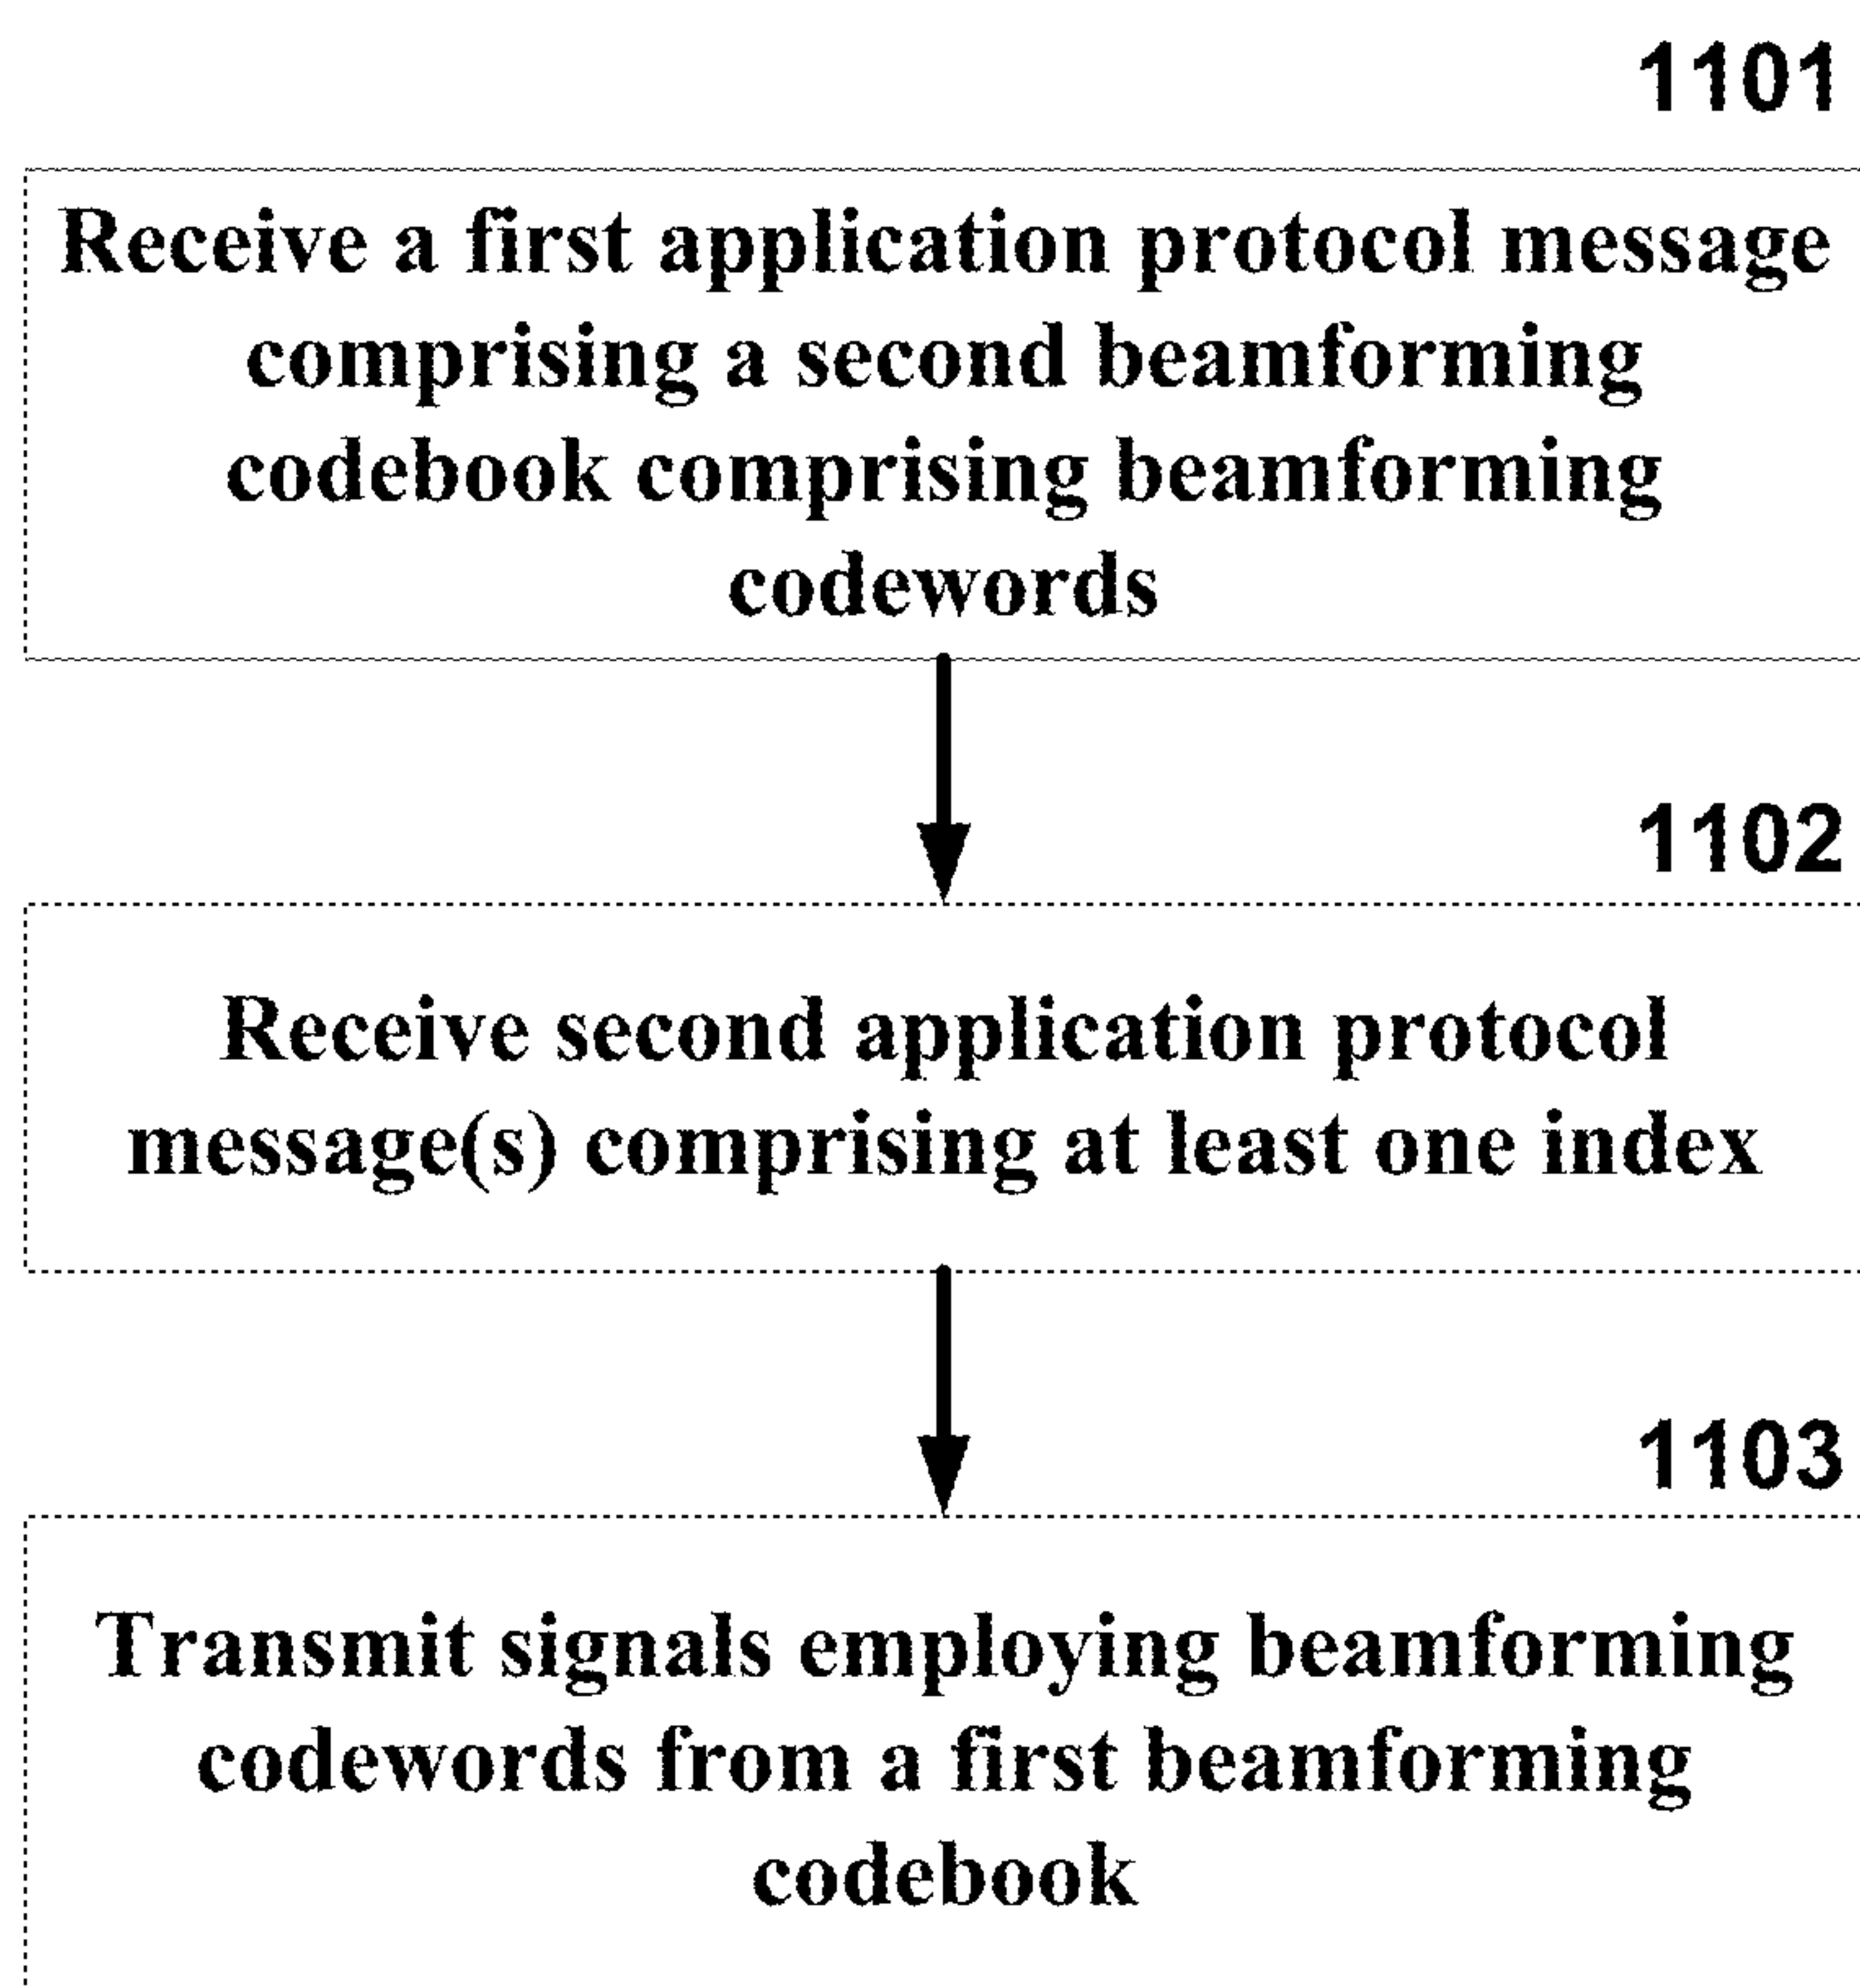 1101
Receive a first application protocol message
comprising a second beamforming
codebook comprising beamforming
codewords
1102
Receive second application protocol
message(s) comprising at least one index
1103
Transmit signals employing beamforming
codewords from a first beamforming
codebook